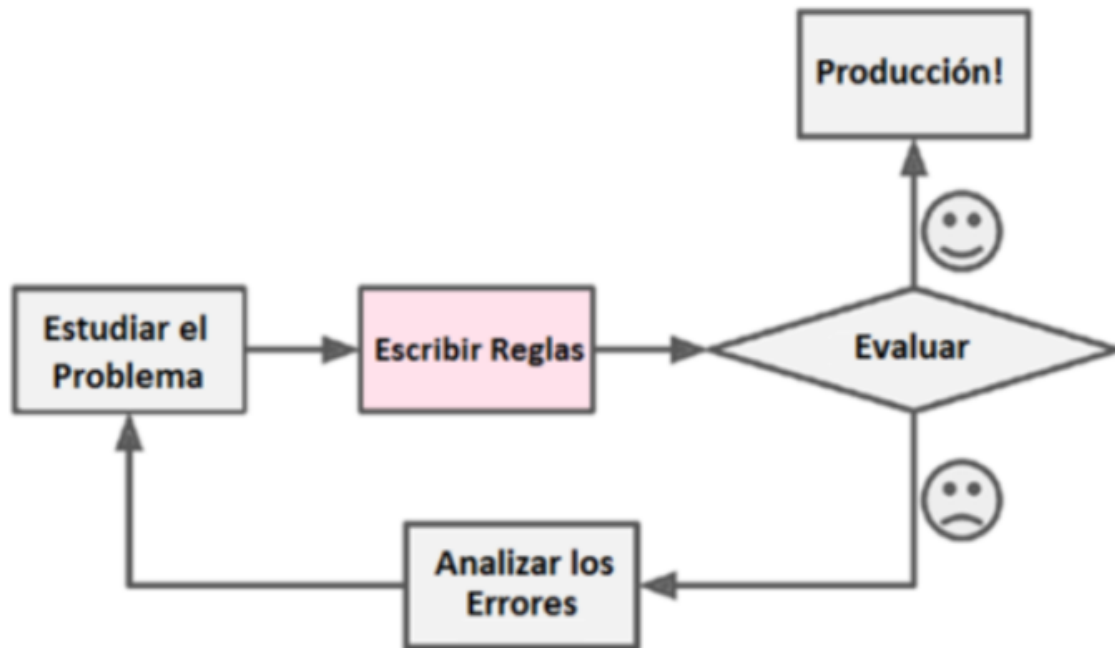 Producción!
Estudiar el
Problema
Escribir Reglas
Evaluar
Analizar los
Errores